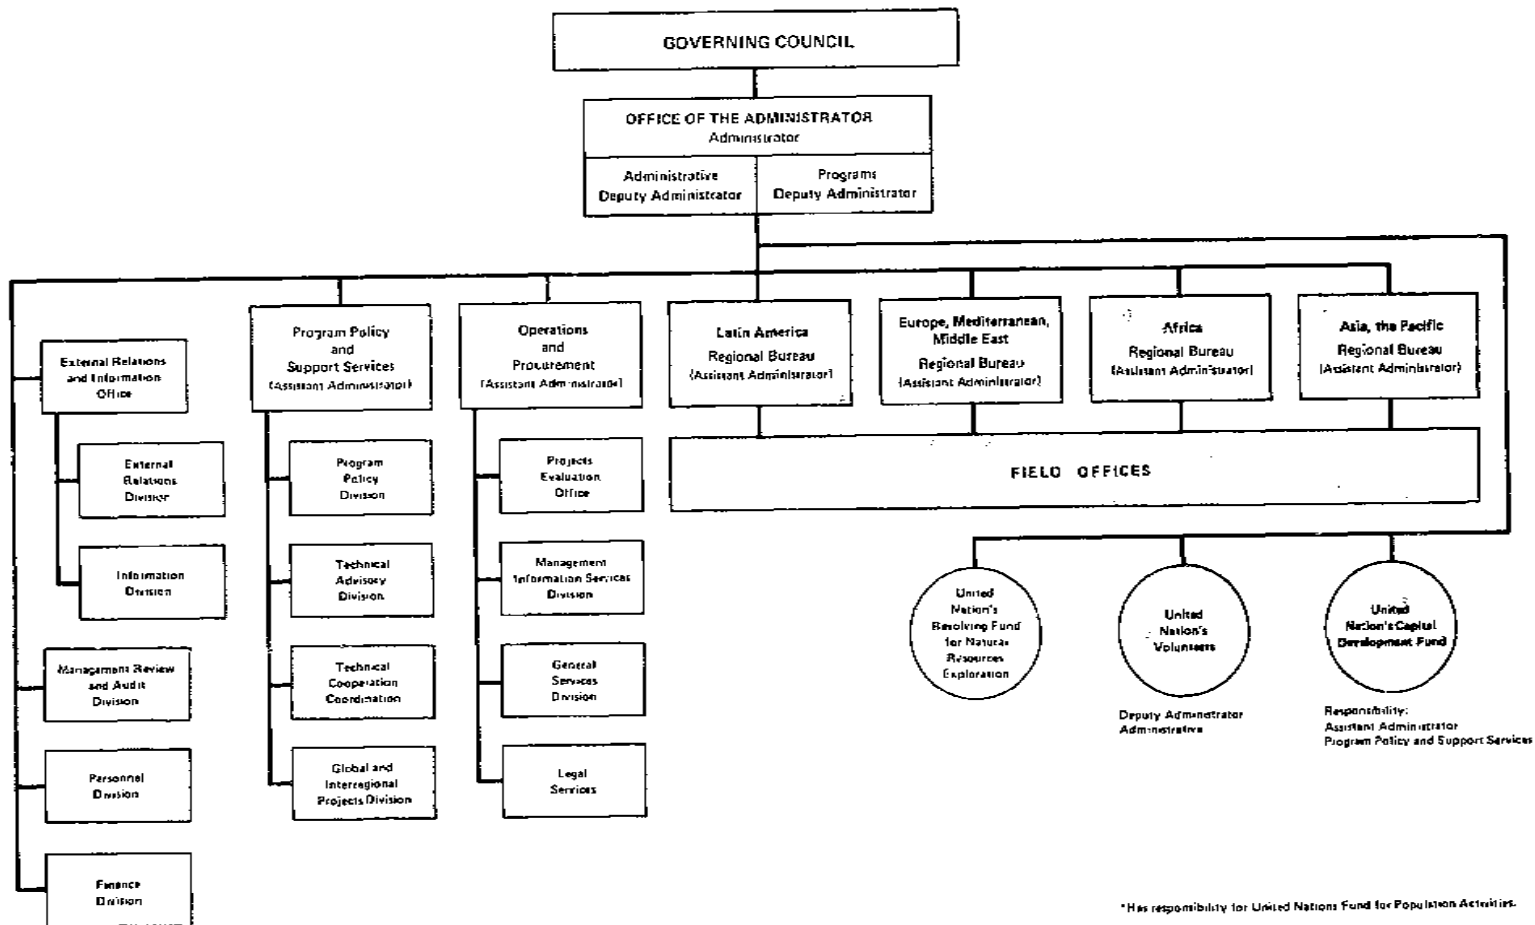 GOVERNING COUNCIL
OFFICE OF THE ADMINISTRATOR
Administrator
Administrative
Deputy Administrator
Programs
Deputy Administrator
External Relations
and Information
Office
External
Relations
Division
Information
Division
Management Review
and Audit
Division
Personnel
Division
Finance
Division
Program Policy
and
Support Services
(Assistant Administrator)
Program
Policy
Division
Technical
Advisory
Division
Technical
Cooperation
Coordination
Global and
Interregional
Projects Division
Operations
and
Procurement
(Assistant Administrator)
Projects
Evaluation
Office
Management
Information Services
Division
General
Services
Division
Legal
Services
Latin America
Regional Bureau
(Assistant Administrator)
Europe, Mediterranean,
Middle East
Regional Bureau
(Assistant Administrator)
Africa
Regional Bureau
(Assistant Administrator)
Asia, the Pacific
Regional Bureau
(Assistant Administrator)
FIELD OFFICES
United
Nation's
Revolving Fund
for Natural
Resources
Exploration
United
Nation's
Volunteers
Deputy Administrator
Administrative
United
Nation's Capital
Development Fund
Responsibility:
Assistant Administrator
Program Policy and Support Services
*Has responsibility for United Nations Fund for Population Activities.